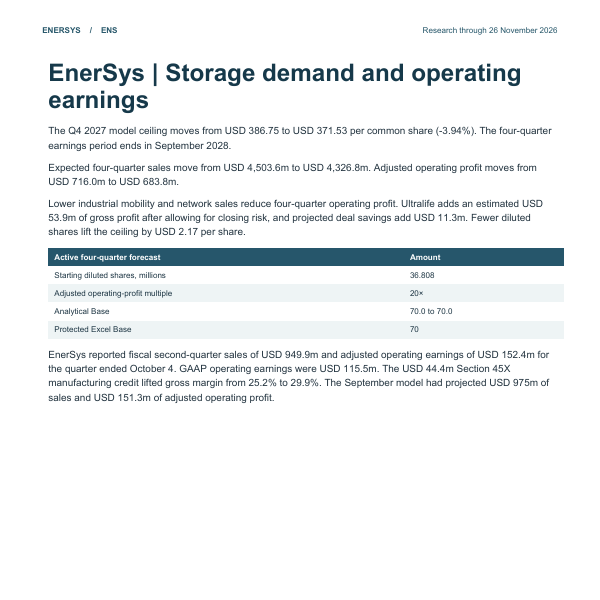 ENERSYS / ENS
Research through 26 November 2026
EnerSys | Storage demand and operating
earnings
The Q4 2027 model ceiling moves from USD 386.75 to USD 371.53 per common share (-3.94%). The four-quarter
earnings period ends in September 2028.
Expected four-quarter sales move from USD 4,503.6m to USD 4,326.8m. Adjusted operating profit moves from
USD 716.0m to USD 683.8m.
Lower industrial mobility and network sales reduce four-quarter operating profit. Ultralife adds an estimated USD
53.9m of gross profit after allowing for closing risk, and projected deal savings add USD 11.3m. Fewer diluted
shares lift the ceiling by USD 2.17 per share.
Active four-quarter forecast Amount
Starting diluted shares, millions 36.808
Adjusted operating-profit multiple 20×
Analytical Base 70.0 to 70.0
Protected Excel Base 70
EnerSys reported fiscal second-quarter sales of USD 949.9m and adjusted operating earnings of USD 152.4m for
the quarter ended October 4. GAAP operating earnings were USD 115.5m. The USD 44.4m Section 45X
manufacturing credit lifted gross margin from 25.2% to 29.9%. The September model had projected USD 975m of
sales and USD 151.3m of adjusted operating profit.